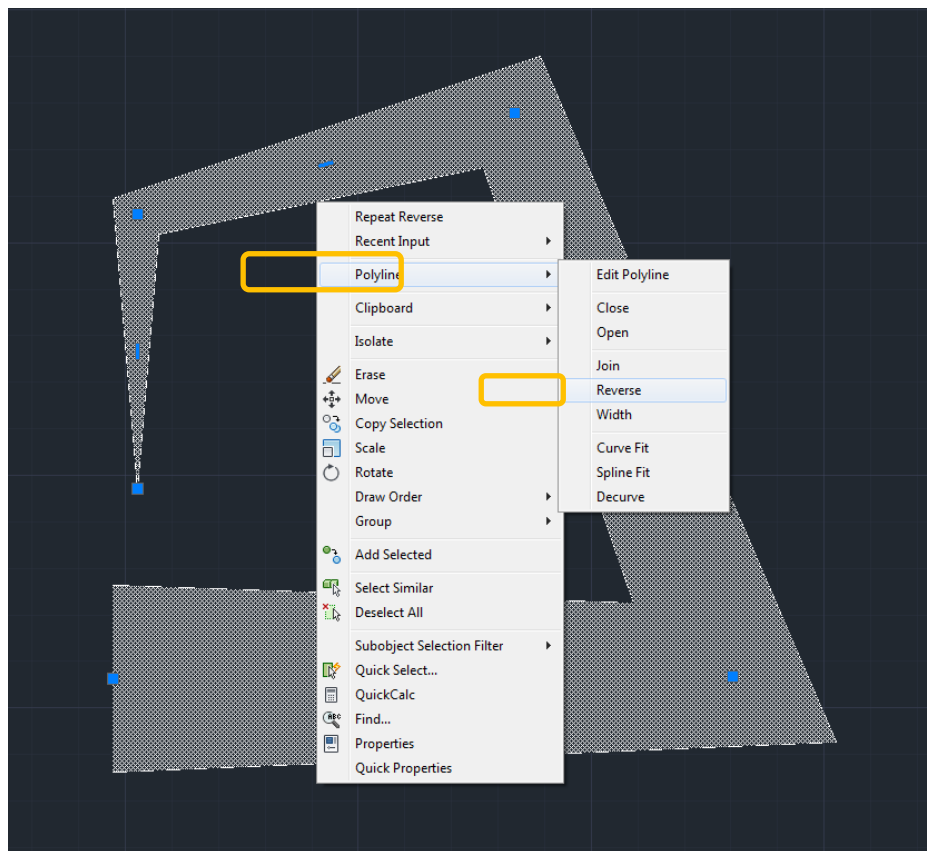 Repeat Reverse
Recent Input
Polyline
Clipboard
Isolate
Erase
Move
Copy Selection
Scale
Rotate
Draw Order
Group
Add Selected
Select Similar
Deselect All
Subobject Selection Filter
Quick Select...
QuickCalc
ABC
Find...
Properties
Quick Properties
Edit Polyline
Close
Open
Join
Reverse
Width
Curve Fit
Spline Fit
Decurve